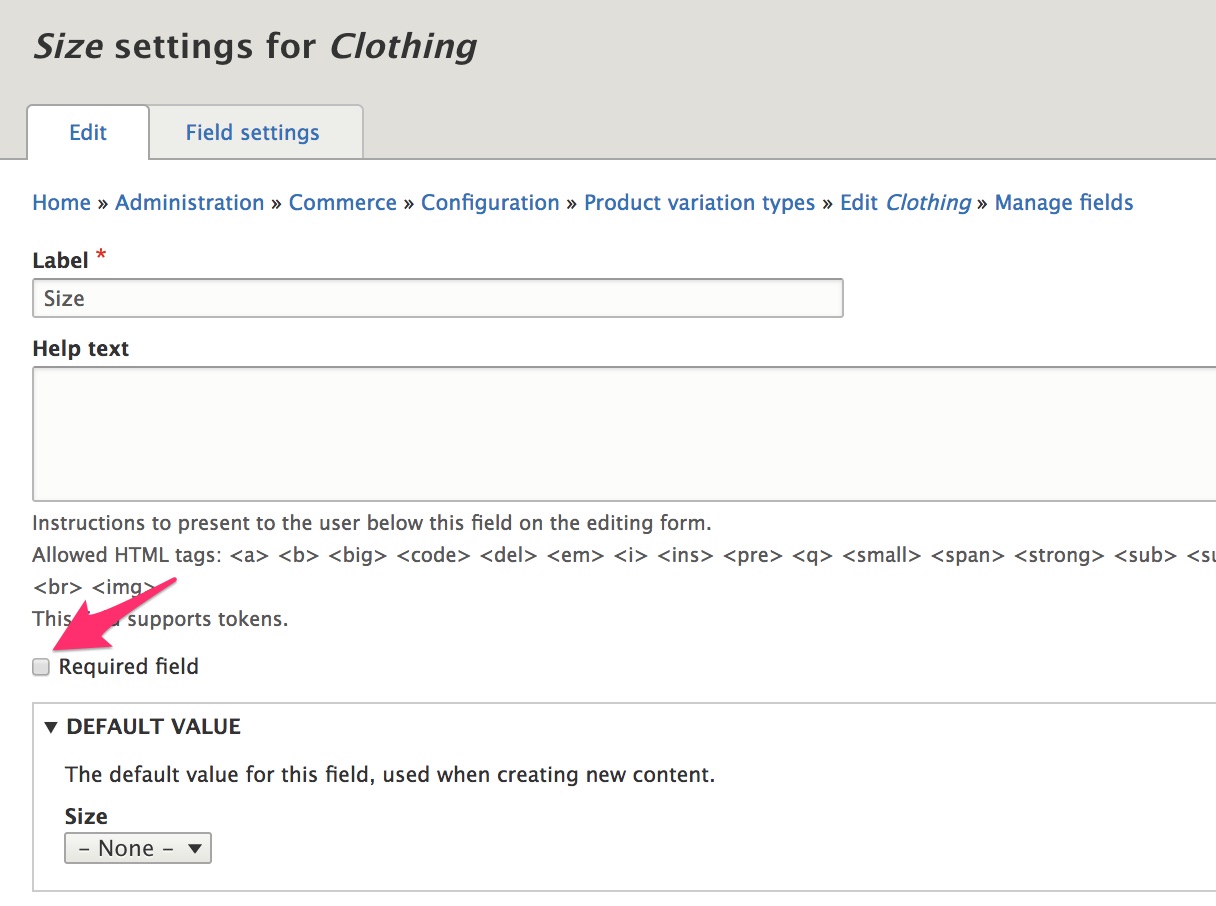 Size settings for Clothing
Edit
Field settings
Home » Administration » Commerce » Configuration » Product variation types » Edit Clothing » Manage fields
Label *
Size
Help text
Instructions to present to the user below this field on the editing form.
Allowed HTML tags: <a> <b> <big> <code> <del> <em> <i> <ins> <pre> <q> <small> <span> <strong> <sub>
<br> <img>
This supports tokens.
Required field
DEFAULT VALUE
The default value for this field, used when creating new content.
Size
– None –